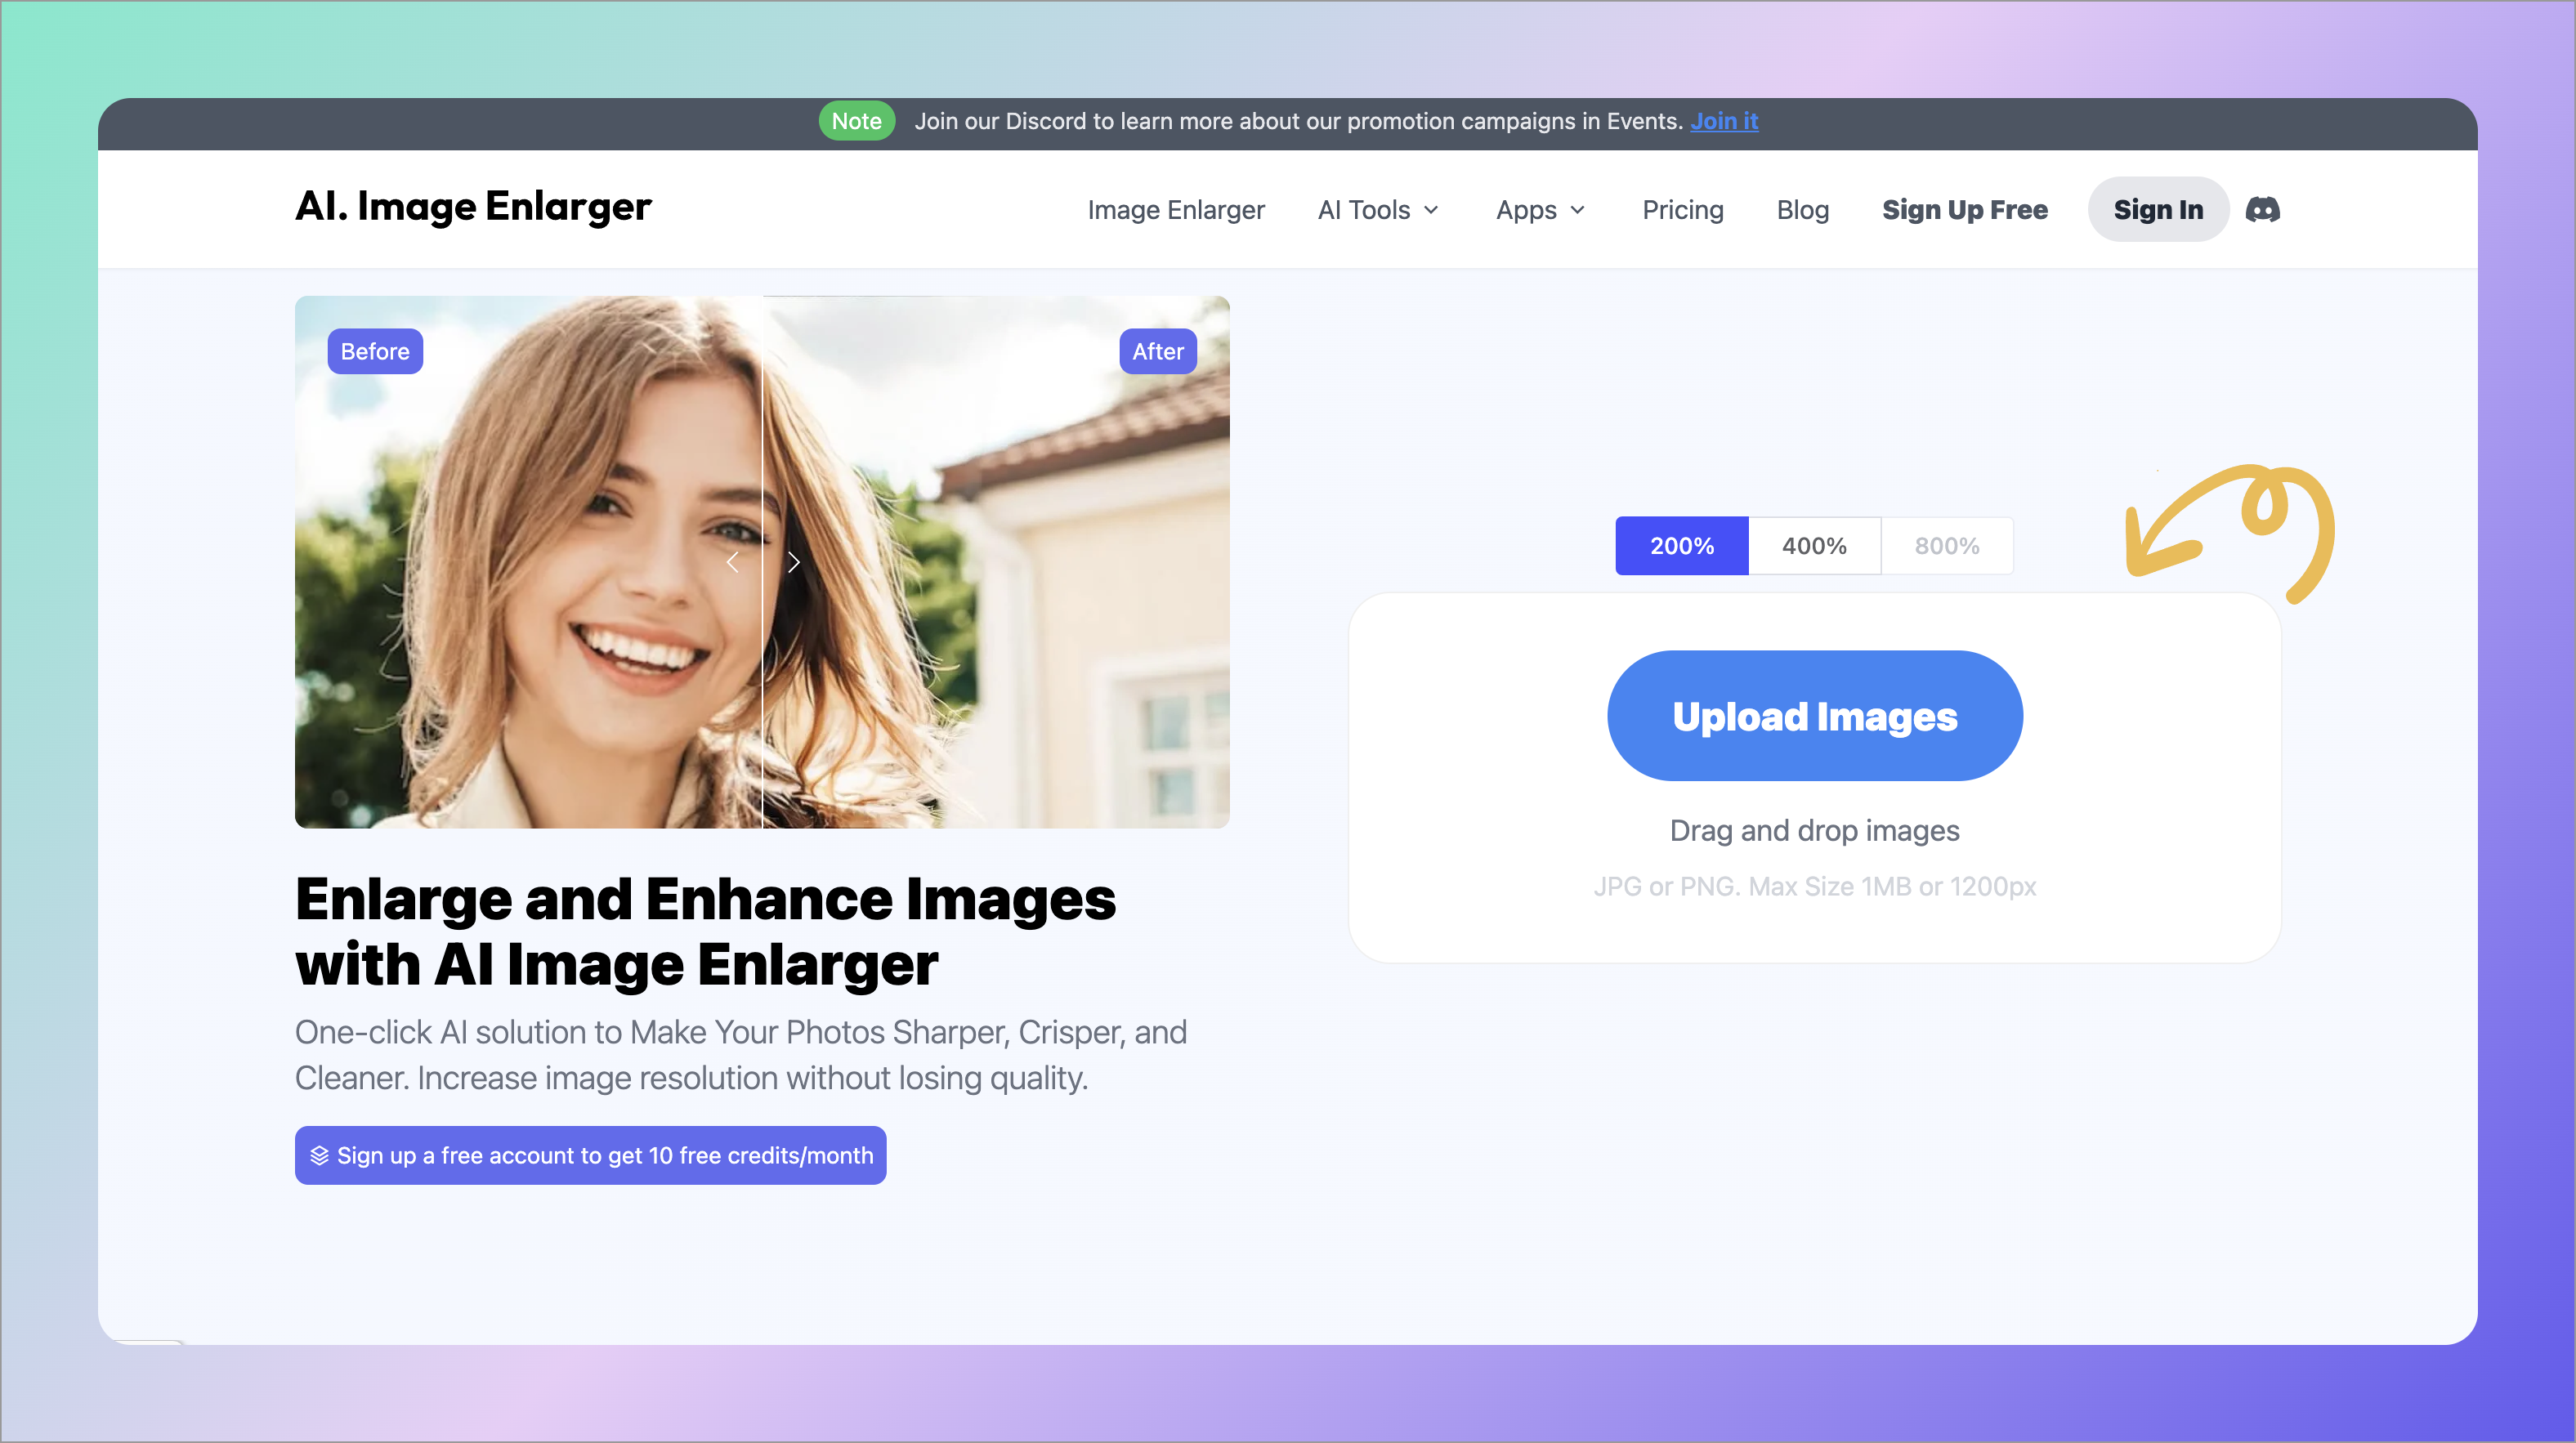 Note Join our Discord to learn more about our promotion campaigns in Events. Join it
AI. Image Enlarger
Image Enlarger AI Tools Apps Pricing Blog Sign Up Free Sign In
Before
After
Enlarge and Enhance Images
with AI Image Enlarger
One-click AI solution to Make Your Photos Sharper, Crisper, and
Cleaner. Increase image resolution without losing quality.
Sign up a free account to get 10 free credits/month
200% 400% 800%
Upload Images
Drag and drop images
JPG or PNG. Max Size 1MB or 1200px